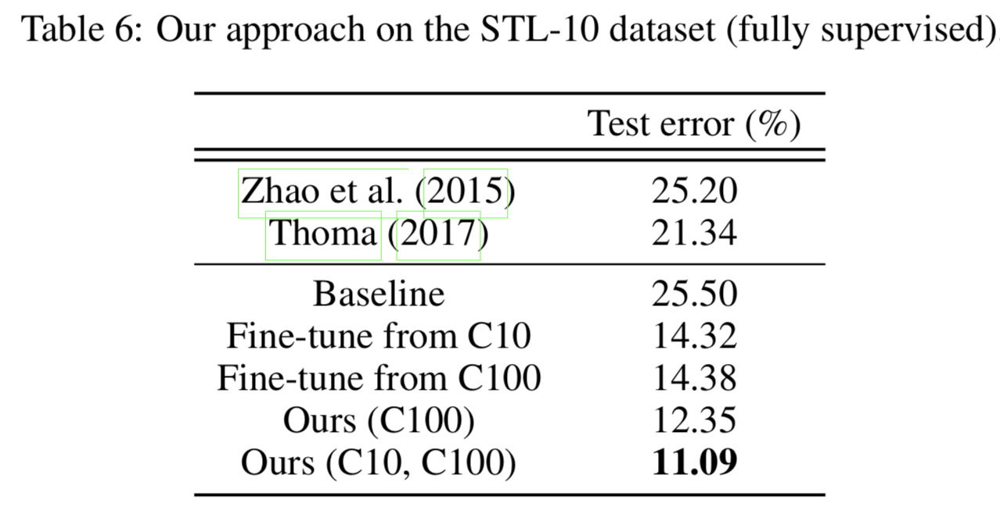 Table 6: Our approach on the STL-10 dataset (fully supervised)
Test error (%)
Zhao et al. (2015) 25.20
Thoma (2017) 21.34
Baseline 25.50
Fine-tune from C10 14.32
Fine-tune from C100 14.38
Ours (C100) 12.35
Ours (C10, C100) 11.09